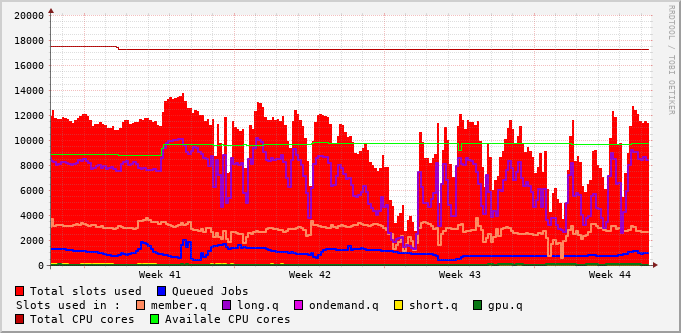 RRDTOOL / TOBI OETIKER
20000
18000
16000
14000
12000
10000
8000
6000
4000
2000
0
Week 41 Week 42 Week 43 Week 44
Total slots used Queued Jobs
Slots used in : member.q long.q ondemand.q short.q gpu.q
Total CPU cores Availale CPU cores